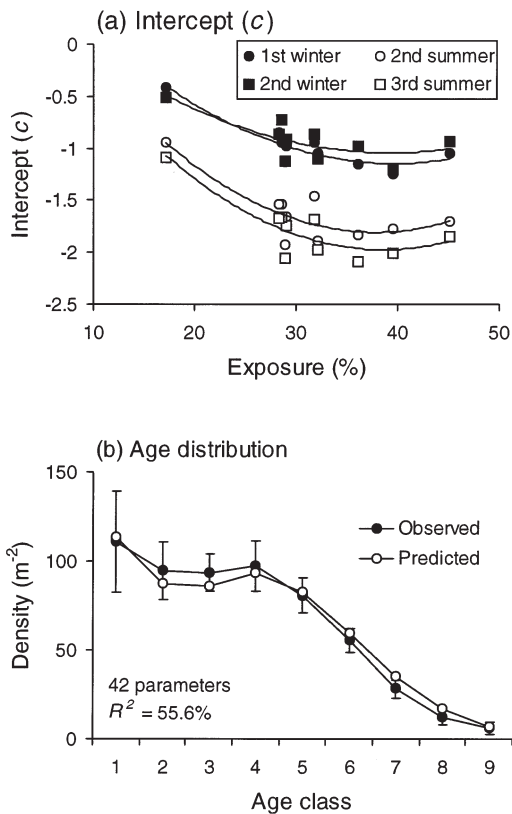 (a) Intercept (c)
0
-0.5
-1
-1.5
-2
-2.5
Intercept (c)
1st winter
2nd summer
2nd winter
3rd summer
10
20
30
40
50
Exposure (%)
(b) Age distribution
150
100
50
0
Density (m⁻²)
Observed
Predicted
42 parameters
R² = 55.6%
1
2
3
4
5
6
7
8
9
Age class